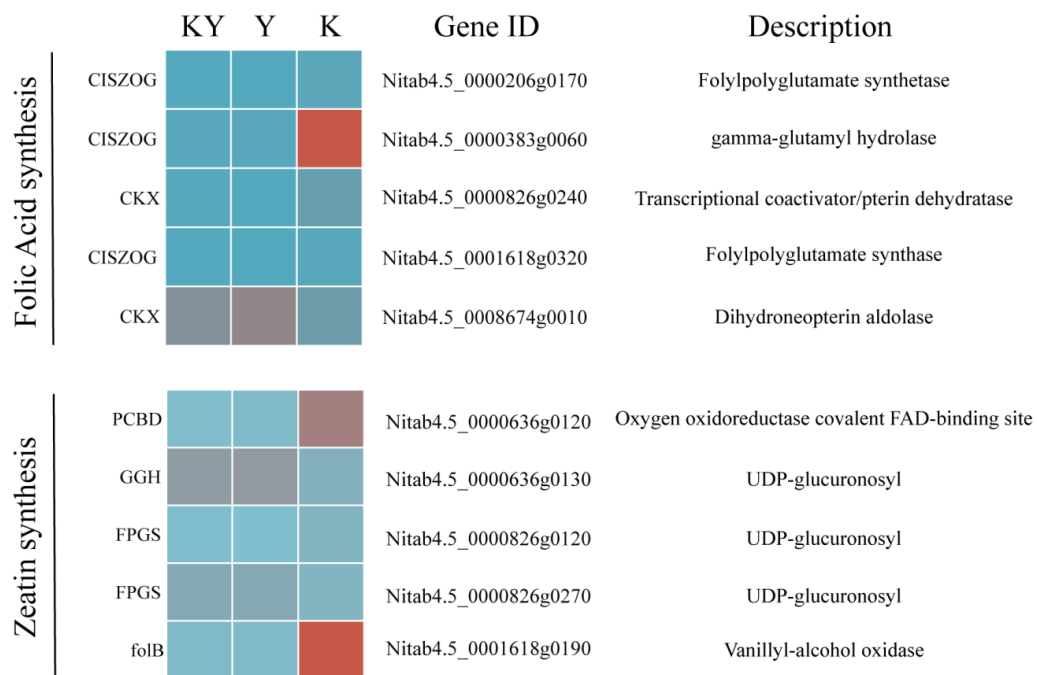 KY Y K Gene ID Description
Folic Acid synthesis
CISZOG Nitab4.5_0000206g0170 Folylpolyglutamate synthetase
CISZOG Nitab4.5_0000383g0060 gamma-glutamyl hydrolase
CKX Nitab4.5_0000826g0240 Transcriptional coactivator/pterin dehydratase
CISZOG Nitab4.5_0001618g0320 Folylpolyglutamate synthase
CKX Nitab4.5_0008674g0010 Dihydroneopterin aldolase
Zeatin synthesis
PCBD Nitab4.5_0000636g0120 Oxygen oxidoreductase covalent FAD-binding site
GGH Nitab4.5_0000636g0130 UDP-glucuronosyl
FPGS Nitab4.5_0000826g0120 UDP-glucuronosyl
FPGS Nitab4.5_0000826g0270 UDP-glucuronosyl
folB Nitab4.5_0001618g0190 Vanillyl-alcohol oxidase